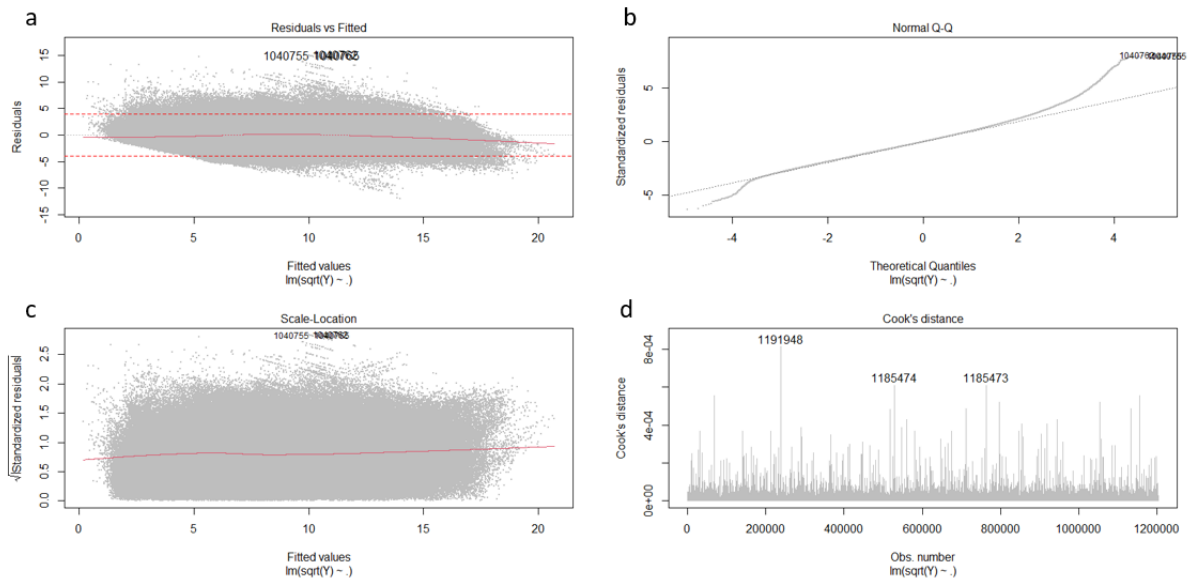 a
Residuals vs Fitted
1040755
1040765
Residuals
-15 -10 -5 0 5 10 15
0 5 10 15 20
Fitted values
lm(sqrt(Y) ~ .)
b
Normal Q-Q
Standardized residuals
-5 0 5
-4 -2 0 2 4
Theoretical Quantiles
lm(sqrt(Y) ~ .)
c
Scale-Location
1040755
√|Standardized residuals|
0.0 0.5 1.0 1.5 2.0 2.5
0 5 10 15 20
Fitted values
lm(sqrt(Y) ~ .)
d
Cook's distance
1191948
1185474 1185473
Cook's distance
0e+00 4e-04 8e-04
0 200000 400000 600000 800000 1000000 1200000
Obs. number
lm(sqrt(Y) ~ .)